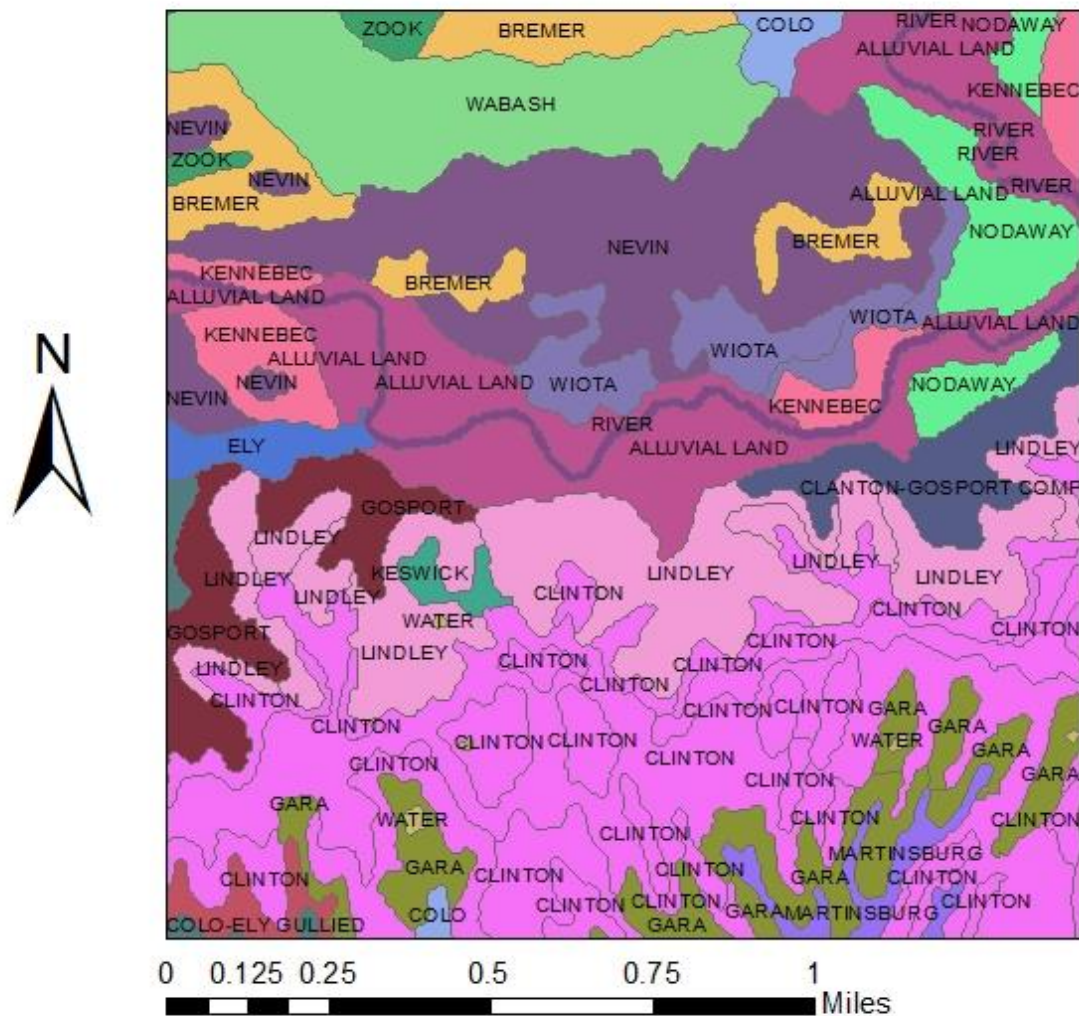 ZOOK
BREMER
COLO
RIVER
NODAWAY
ALLUVIAL LAND
WABASH
KENNEBEC
NEVIN
RIVER
ZOOK
RIVER
NEVIN
RIVER
BREMER
ALLUVIAL LAND
NODAWAY
NEVIN
BREMER
KENNEBEC
BREMER
ALLUVIAL LAND
WIOTA
ALLUVIAL LAND
KENNEBEC
WIOTA
ALLUVIAL LAND
N
NEVIN
ALLUVIAL LAND
WIOTA
NODAWAY
NEVIN
KENNEBEC
RIVER
ELY
ALLUVIAL LAND
LINDLEY
CLANTON-GOSPORT COMP
GOSPORT
LINDLEY
LINDLEY
KESWICK
LINDLEY
LINDLEY
LINDLEY
LINDLEY
CLINTON
CLINTON
WATER
GOSPORT
CLINTON
CLINTON
LINDLEY
LINDLEY
CLINTON
CLINTON
CLINTON
CLINTON
CLINTON
CLINTON
CLINTON
GARA
CLINTON
CLINTON
CLINTON
GARA
WATER
CLINTON
CLINTON
GARA
CLINTON
GARA
GARA
WATER
CLINTON
CLINTON
CLINTON
MARTINSBURG
GARA
CLINTON
CLINTON
CLINTON
GARA
CLINTON
CLINTON
CLINTON
CLINTON
COLO-ELY GULLIED
COLO
GARA
GARA
MARTINSBURG
0 0.125 0.25 0.5 0.75 1
Miles